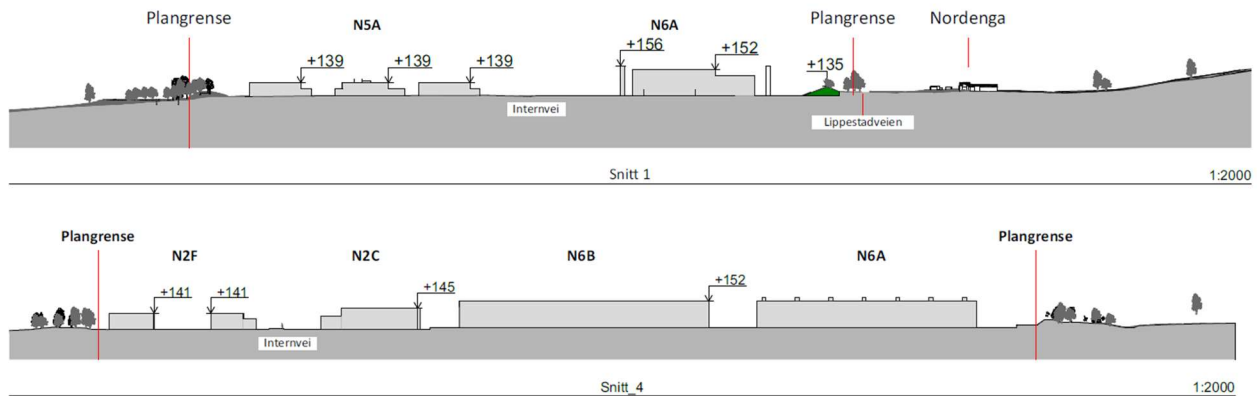 Plangrense N5A N6A Plangrense Nordenga
+139 +139 +139 +156 +152 +135
Internvei
Lippestadveien
Snitt 1 1:2000
Plangrense N2F N2C N6B N6A Plangrense
+141 +141 +145 +152
Internvei
Snitt_4 1:2000